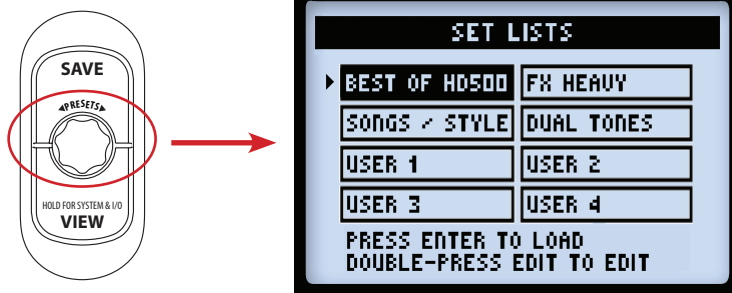 SAVE
◄PRESETS►
HOLD FOR SYSTEM & I/O
VIEW
SET LISTS
BEST OF HD500 FX HEAVY
SONGS / STYLE DUAL TONES
USER 1 USER 2
USER 3 USER 4
PRESS ENTER TO LOAD
DOUBLE-PRESS EDIT TO EDIT